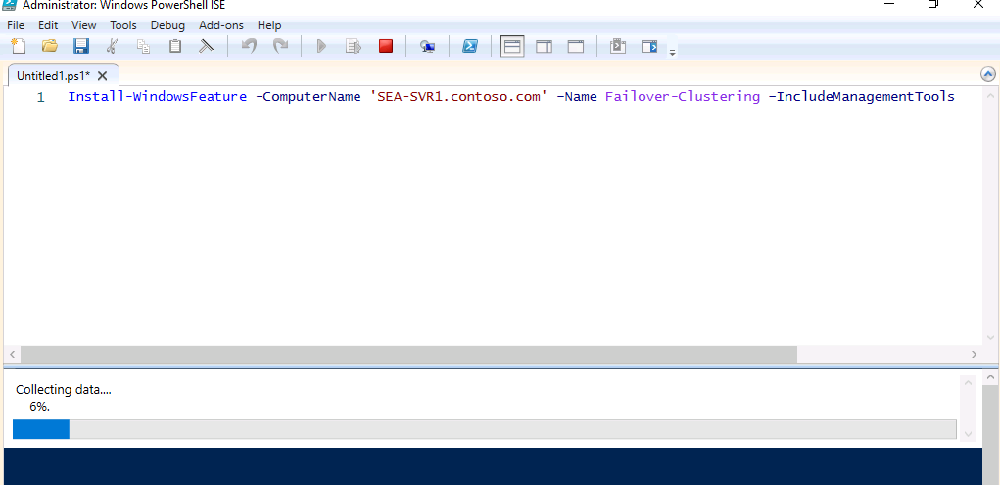 Administrator: Windows PowerShell ISE
File Edit View Tools Debug Add-ons Help
Untitled1.ps1* X
1 Install-WindowsFeature -ComputerName 'SEA-SVR1.contoso.com' -Name Failover-Clustering -IncludeManagementTools
Collecting data....
6%.